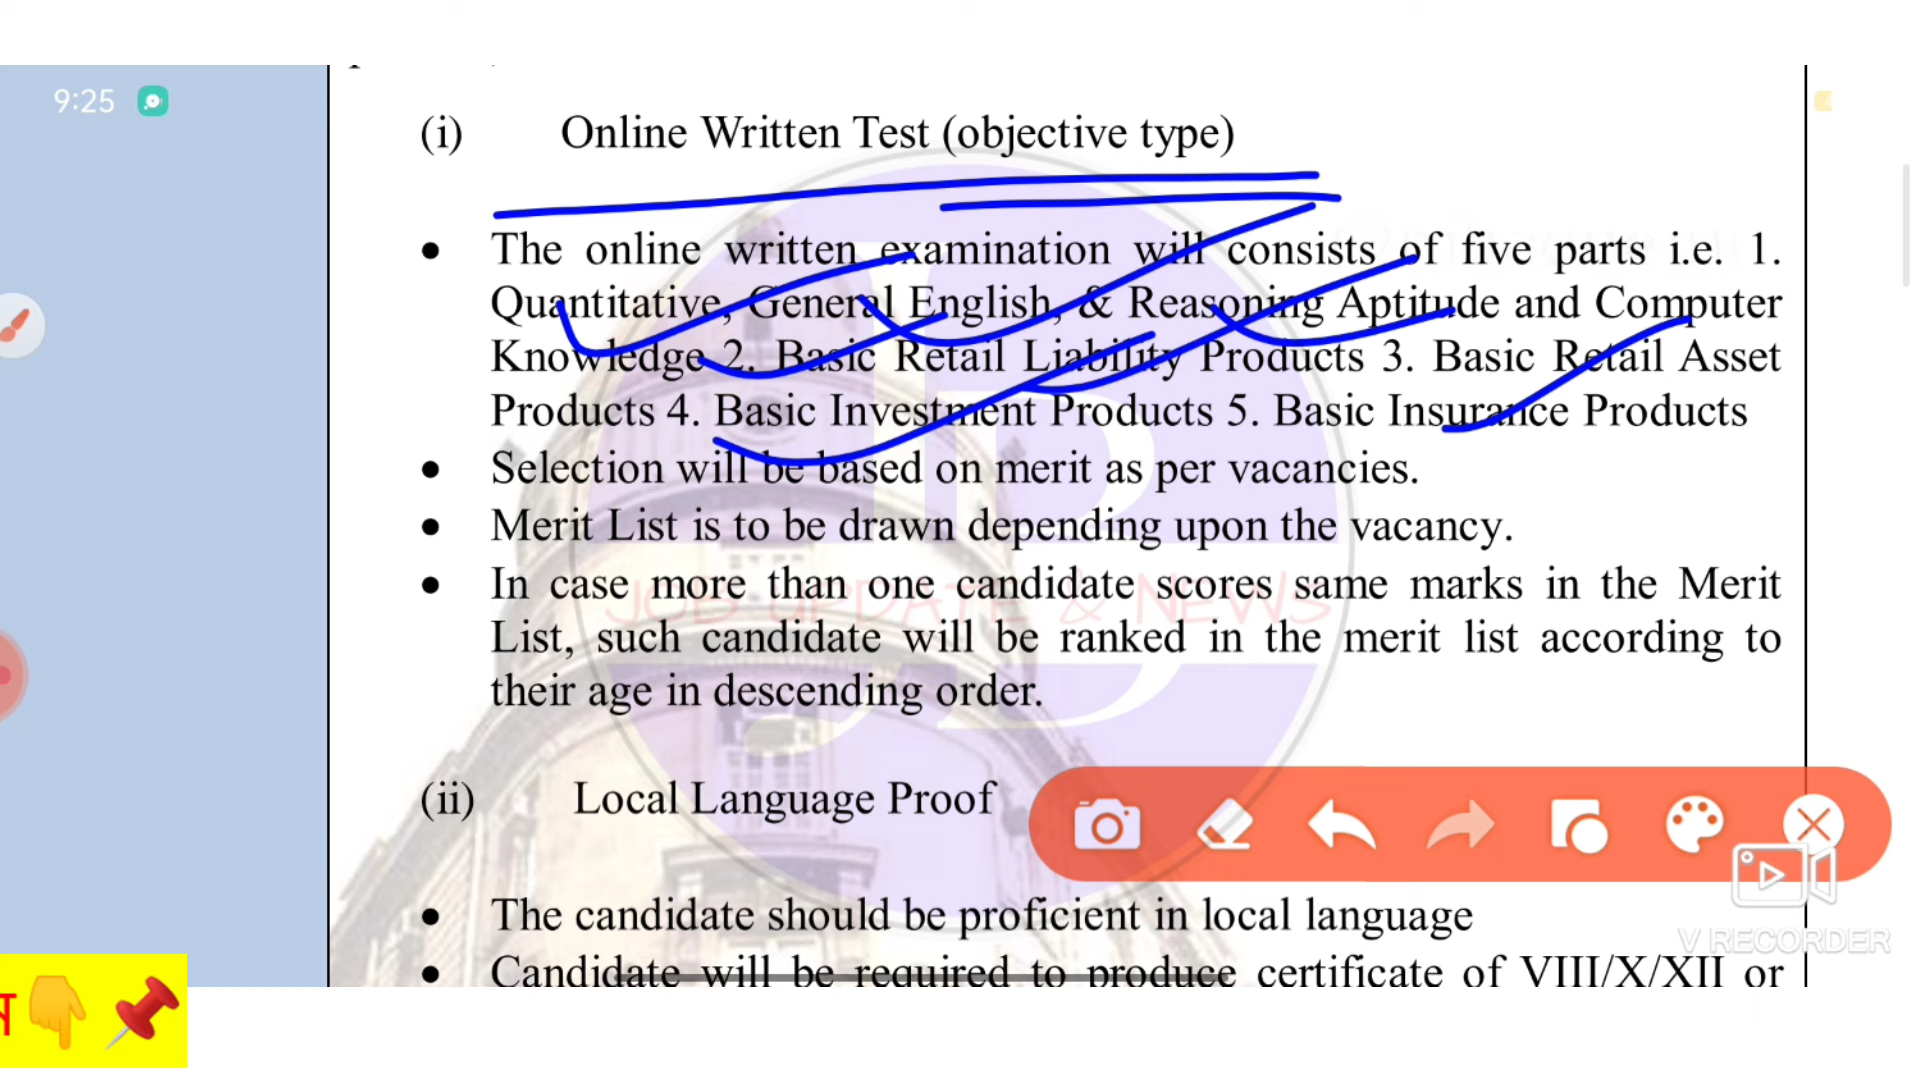 9:25
(i) Online Written Test (objective type)
• The online written examination will consists of five parts i.e. 1.
Quantitative, General English, & Reasoning Aptitude and Computer
Knowledge 2. Basic Retail Liability Products 3. Basic Retail Asset
Products 4. Basic Investment Products 5. Basic Insurance Products
• Selection will be based on merit as per vacancies.
• Merit List is to be drawn depending upon the vacancy.
• In case more than one candidate scores same marks in the Merit
List, such candidate will be ranked in the merit list according to
their age in descending order.
JOB UPDATE & NEWS
(ii) Local Language Proof
• The candidate should be proficient in local language
V RECORDER
• Candidate will be required to produce certificate of VIII/X/XII or